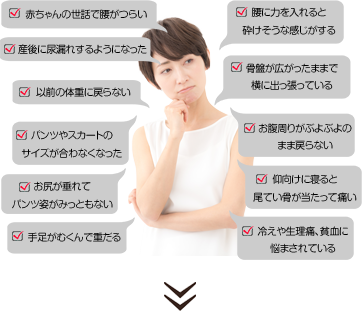 赤ちゃんの世話で腰がつらい
産後に尿漏れするようになった
以前の体重に戻らない
パンツやスカートの
サイズが合わなくなった
お尻が垂れて
パンツ姿がみっともない
手足がむくんで重だる
腰に力を入れると
砕けそうな感じがする
骨盤が広がったままで
横に出っ張っている
お腹周りがぶよぶよの
まま戻らない
仰向けに寝ると
尾てい骨が当たって痛い
冷えや生理痛、貧血に
悩まされている